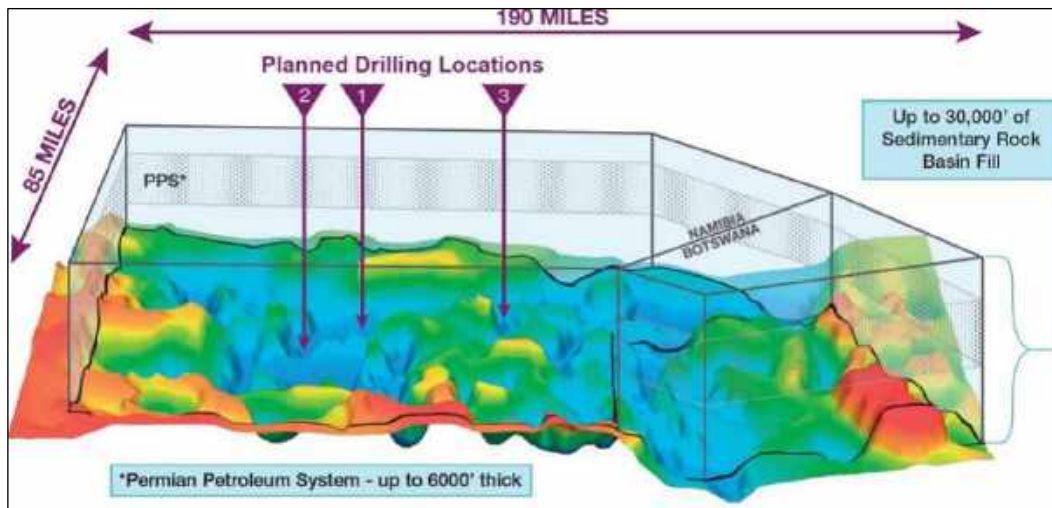 190 MILES
85 MILES
Planned Drilling Locations
2 1 3
Up to 30,000' of
Sedimentary Rock
Basin Fill
PPS*
NAMIBIA
BOTSWANA
*Permian Petroleum System - up to 6000' thick